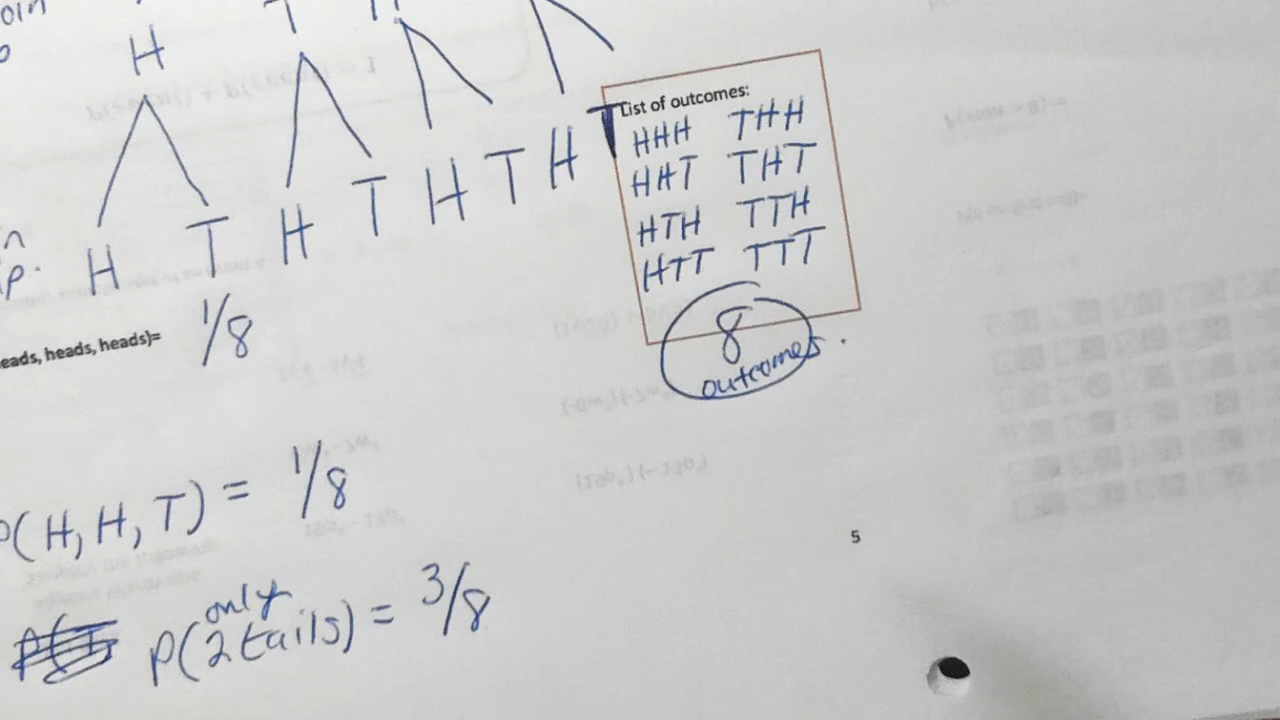 oin
H T
H T H T H T H T
List of outcomes:
HHH THH
HHT THT
HTH TTH
HTT TTT
8
outcomes.
n
p.
eads, heads, heads)= 1/8
P(H, H, T) = 1/8
only
P(2 tails) = 3/8
5